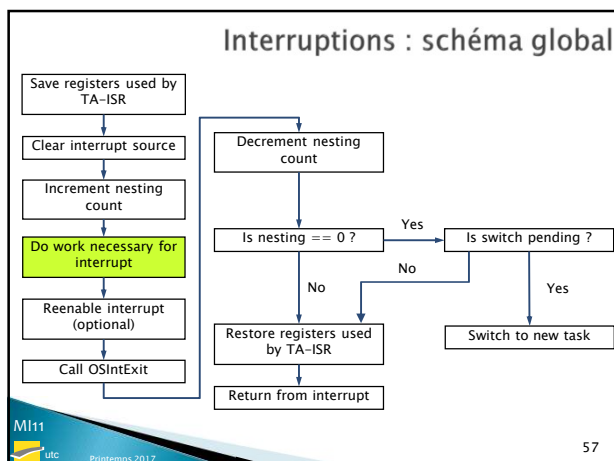 Interruptions : schéma global
Save registers used by
TA-ISR
Clear interrupt source
Increment nesting
count
Do work necessary for
interrupt
Reenable interrupt
(optional)
Call OSIntExit
Decrement nesting
count
Is nesting == 0 ?
Yes
Is switch pending ?
No
No
Yes
Restore registers used
by TA-ISR
Switch to new task
Return from interrupt
MI11
utc
Printemps 2017
57